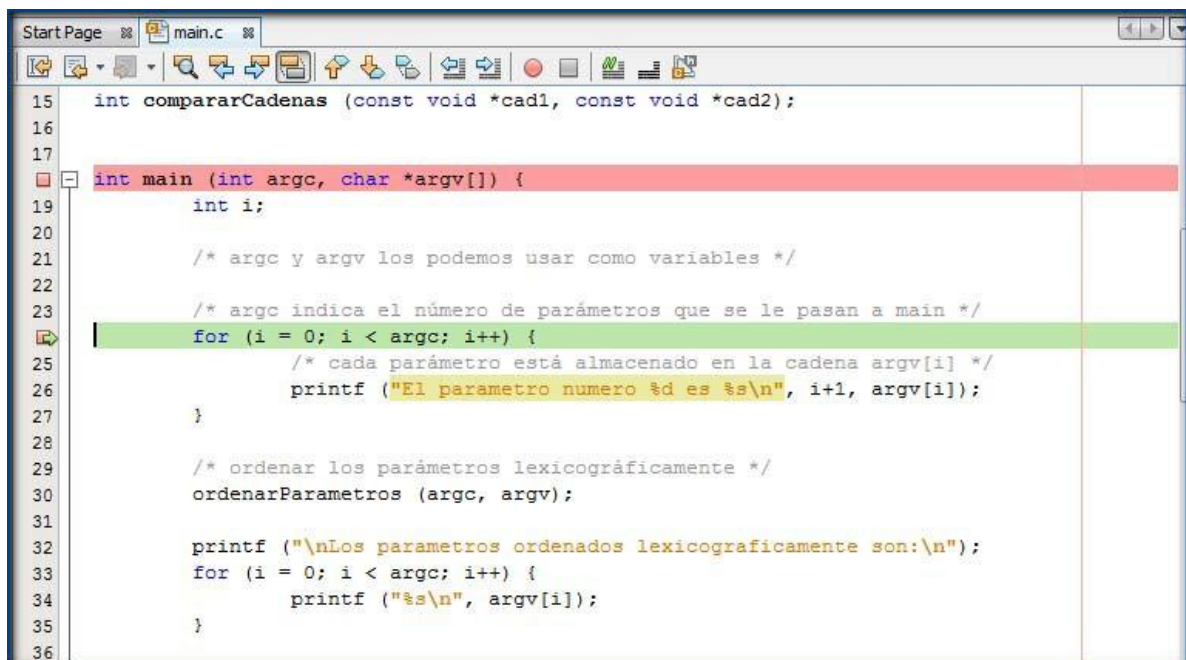 Start Page main.c
15 int compararCadenas (const void *cad1, const void *cad2);
16
17
int main (int argc, char *argv[]) {
19 int i;
20
21 /* argc y argv los podemos usar como variables */
22
23 /* argc indica el número de parámetros que se le pasan a main */
for (i = 0; i < argc; i++) {
25 /* cada parámetro está almacenado en la cadena argv[i] */
26 printf ("El parametro numero %d es %s\n", i+1, argv[i]);
27 }
28
29 /* ordenar los parámetros lexicográficamente */
30 ordenarParametros (argc, argv);
31
32 printf ("\nLos parametros ordenados lexicograficamente son:\n");
33 for (i = 0; i < argc; i++) {
34 printf ("%s\n", argv[i]);
35 }
36